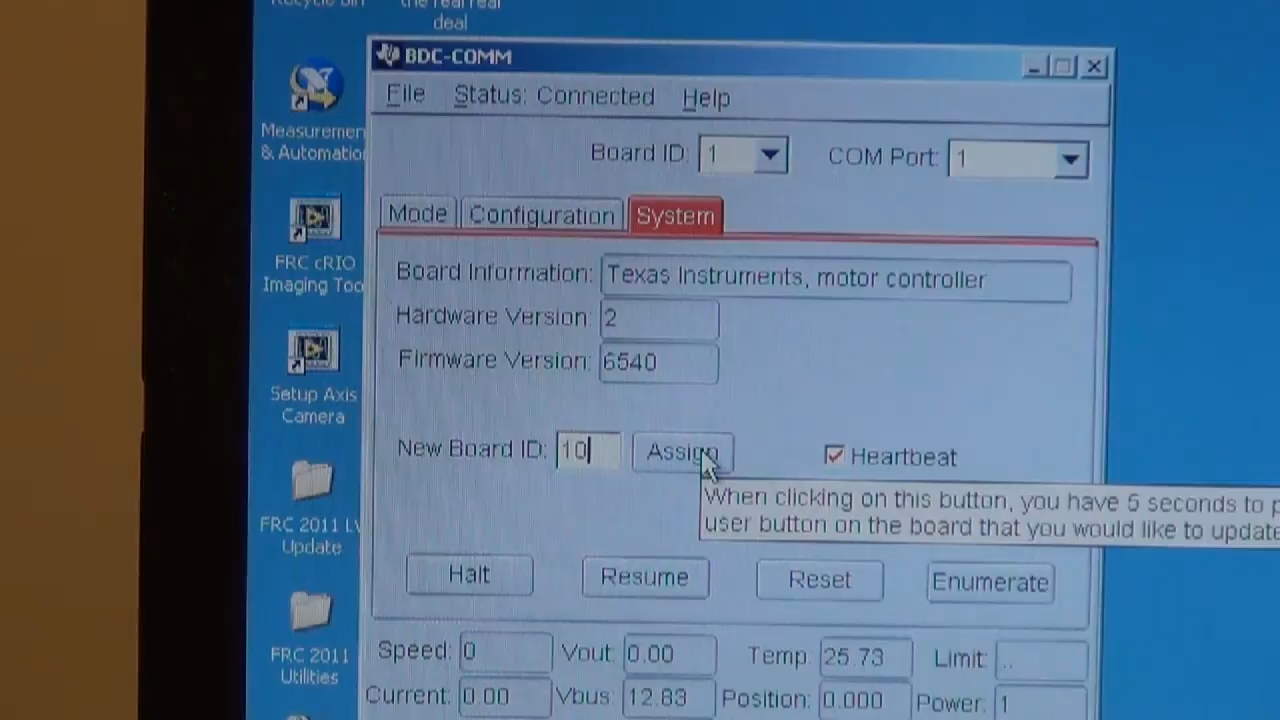 Recycle Bin
the real real
deal
BDC-COMM
File Status: Connected Help
Measuremen
& Automatio
Board ID: 1 COM Port: 1
Mode Configuration System
FRC cRIO
Imaging Too
Board Information: Texas Instruments, motor controller
Hardware Version: 2
Firmware Version: 6540
Setup Axis
Camera
New Board ID: 10 Assign Heartbeat
When clicking on this button, you have 5 seconds to p
user button on the board that you would like to update
FRC 2011 LV
Update
Halt Resume Reset Enumerate
FRC 2011
Utilities
Speed: 0 Vout: 0.00 Temp: 25.73 Limit: ..
Current: 0.00 Vbus: 12.83 Position: 0.000 Power: 1